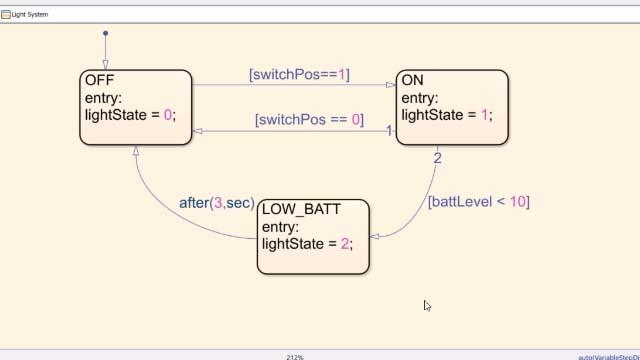 Light System
OFF
entry:
lightState = 0;
[switchPos==1]
ON
entry:
lightState = 1;
[switchPos == 0]
1
2
after(3,sec)
LOW_BATT
entry:
lightState = 2;
[battLevel < 10]
212%